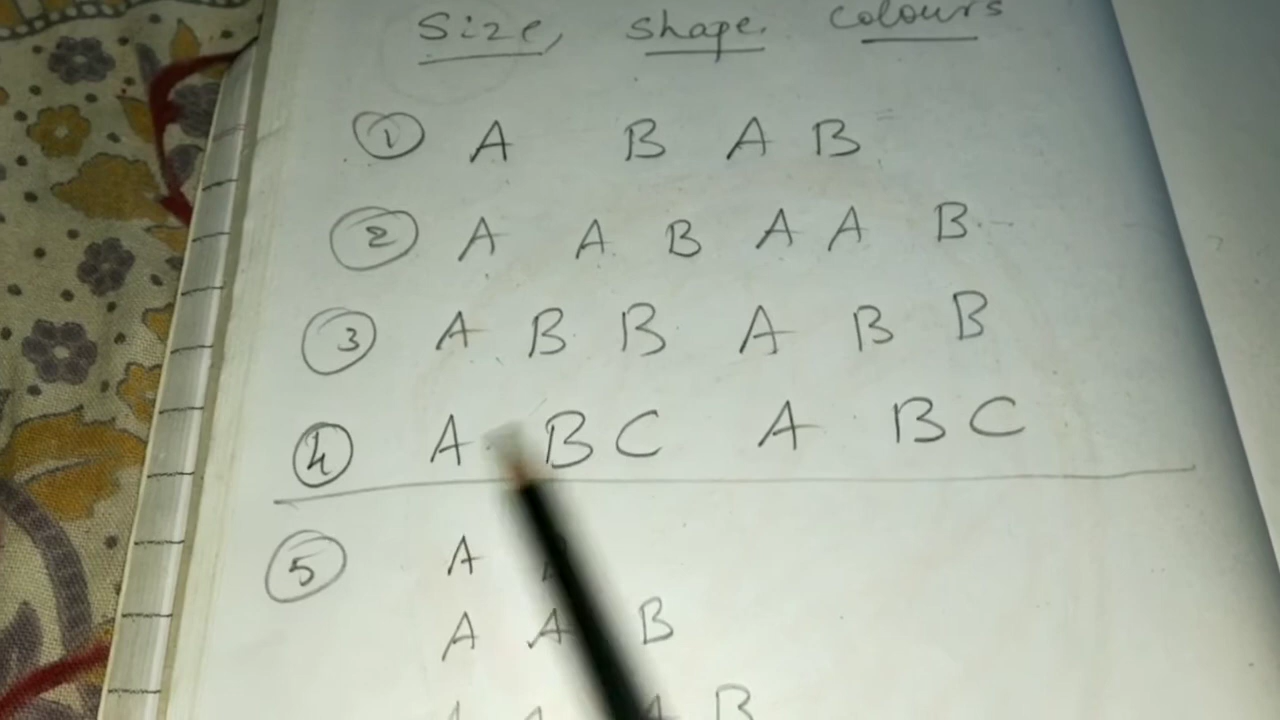 Size, shape. colours
① A B A B
② A A B A A B
③ A B B A B B
④ A B C A B C
⑤ A
A A B
A A A B